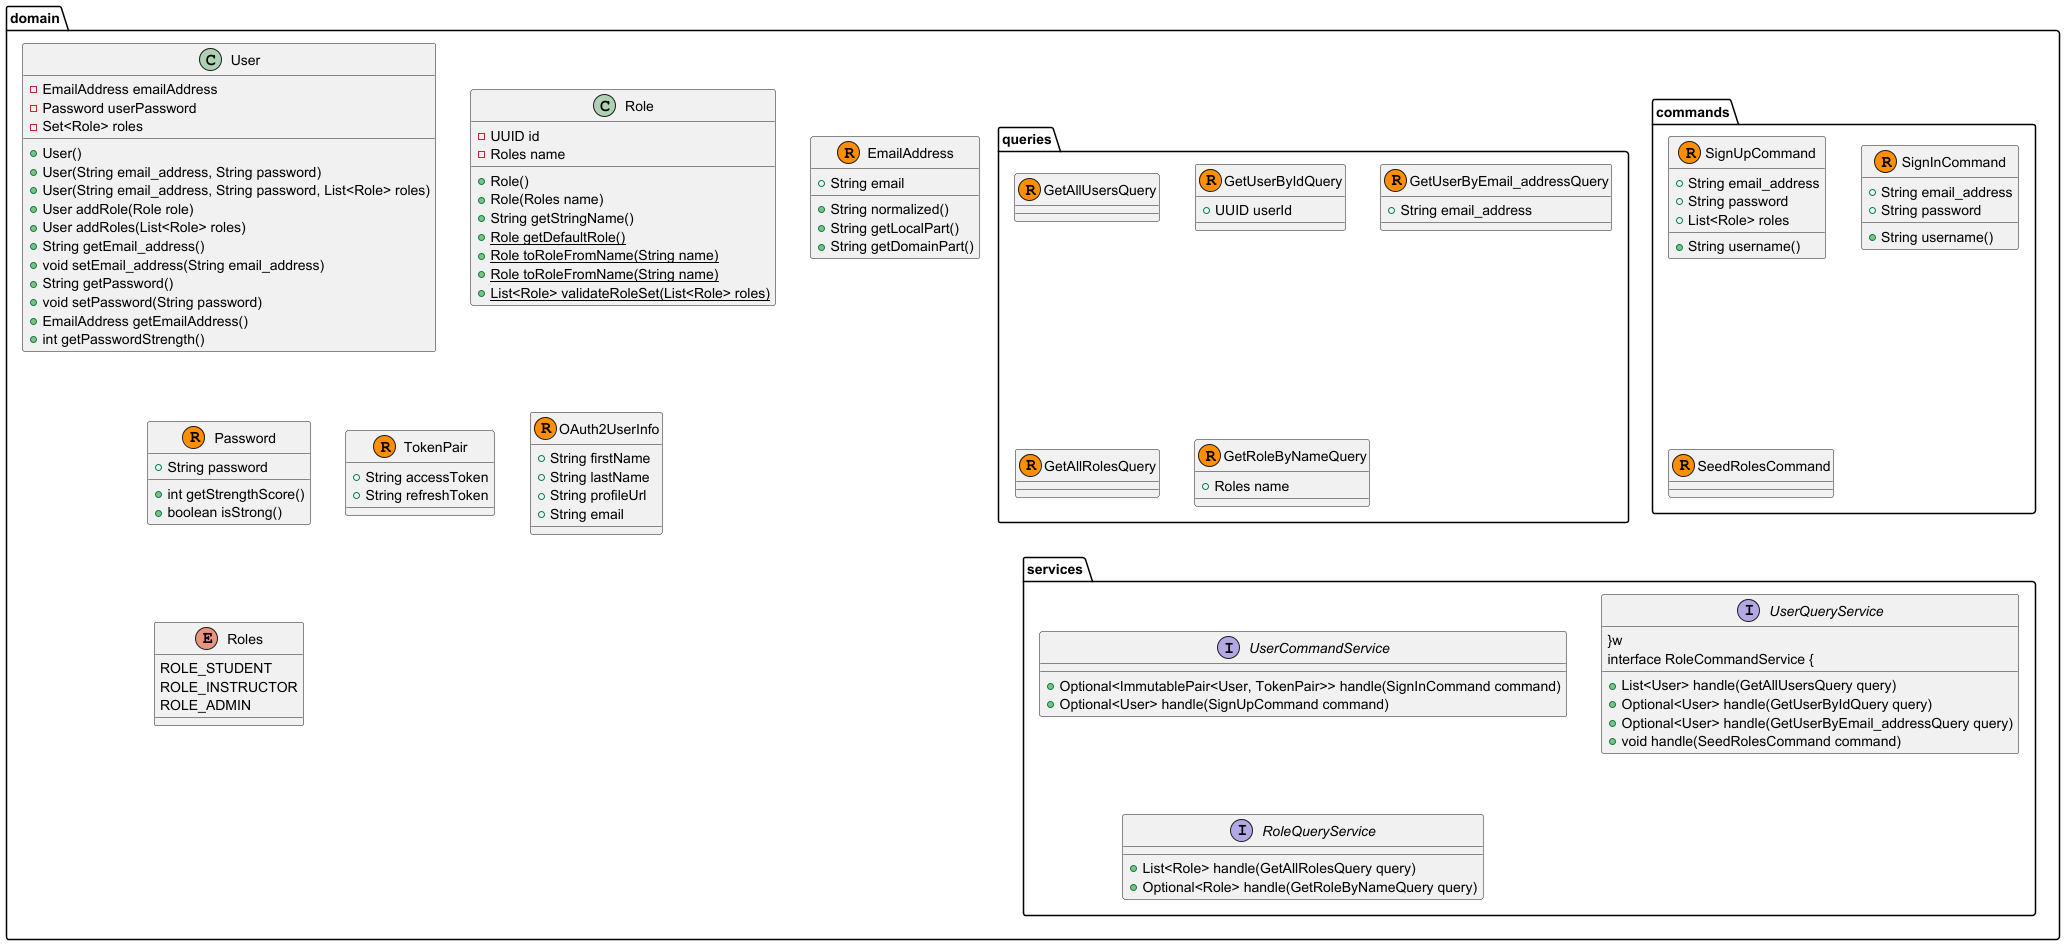 domain
C User
EmailAddress emailAddress
Password userPassword
Set<Role> roles
User()
User(String email_address, String password)
User(String email_address, String password, List<Role> roles)
User addRole(Role role)
User addRoles(List<Role> roles)
String getEmail_address()
void setEmail_address(String email_address)
String getPassword()
void setPassword(String password)
EmailAddress getEmailAddress()
int getPasswordStrength()
C Role
UUID id
Roles name
Role()
Role(Roles name)
String getStringName()
Role getDefaultRole()
Role toRoleFromName(String name)
Role toRoleFromName(String name)
List<Role> validateRoleSet(List<Role> roles)
R EmailAddress
String email
String normalized()
String getLocalPart()
String getDomainPart()
queries
R GetAllUsersQuery
R GetUserByIdQuery
UUID userId
R GetUserByEmail_addressQuery
String email_address
R GetAllRolesQuery
R GetRoleByNameQuery
Roles name
commands
R SignUpCommand
String email_address
String password
List<Role> roles
String username()
R SignInCommand
String email_address
String password
String username()
R SeedRolesCommand
R Password
String password
int getStrengthScore()
boolean isStrong()
R TokenPair
String accessToken
String refreshToken
R OAuth2UserInfo
String firstName
String lastName
String profileUrl
String email
E Roles
ROLE_STUDENT
ROLE_INSTRUCTOR
ROLE_ADMIN
services
I UserCommandService
Optional<ImmutablePair<User, TokenPair>> handle(SignInCommand command)
Optional<User> handle(SignUpCommand command)
I UserQueryService
}w
interface RoleCommandService {
List<User> handle(GetAllUsersQuery query)
Optional<User> handle(GetUserByIdQuery query)
Optional<User> handle(GetUserByEmail_addressQuery query)
void handle(SeedRolesCommand command)
I RoleQueryService
List<Role> handle(GetAllRolesQuery query)
Optional<Role> handle(GetRoleByNameQuery query)